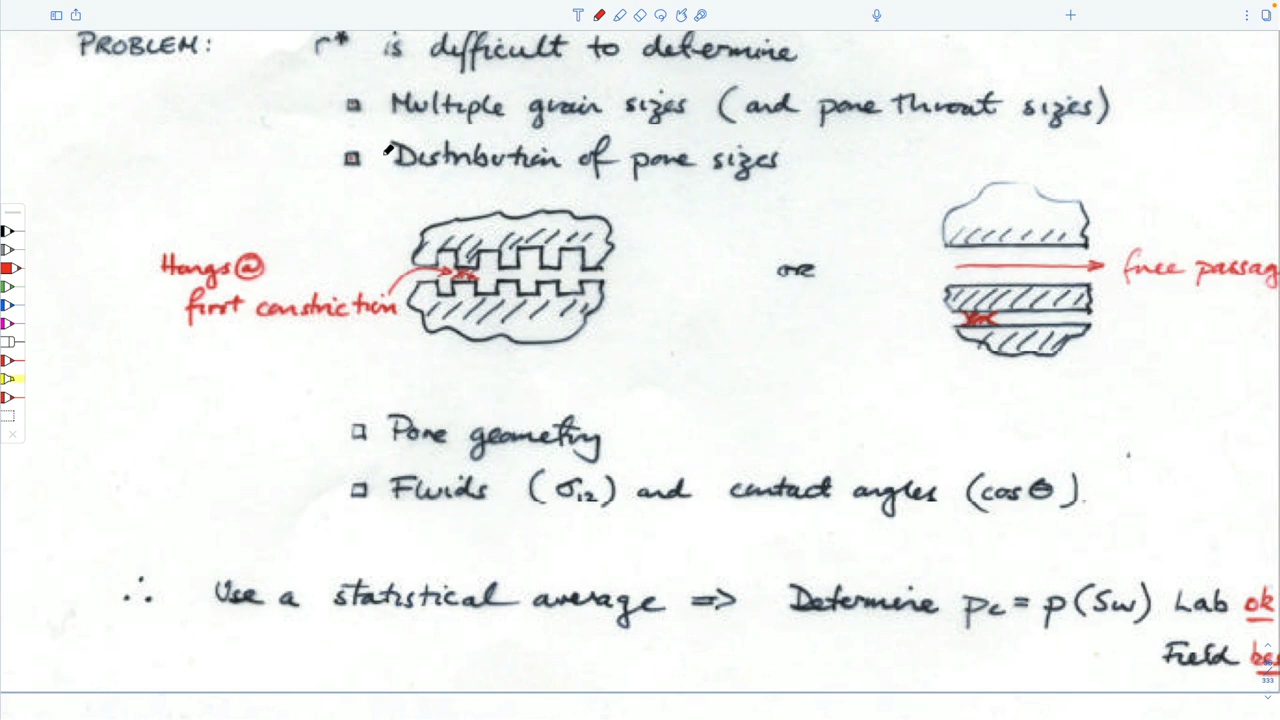 PROBLEM: r* is difficult to determine
Multiple grain sizes (and pore throat sizes)
Distribution of pore sizes
Hangs @
first constriction
or
free passag
Pore geometry
Fluids (σ12) and contact angles (cos θ).
∴ Use a statistical average ⇒ Determine pc = p(Sw) Lab ok
Field bes
333